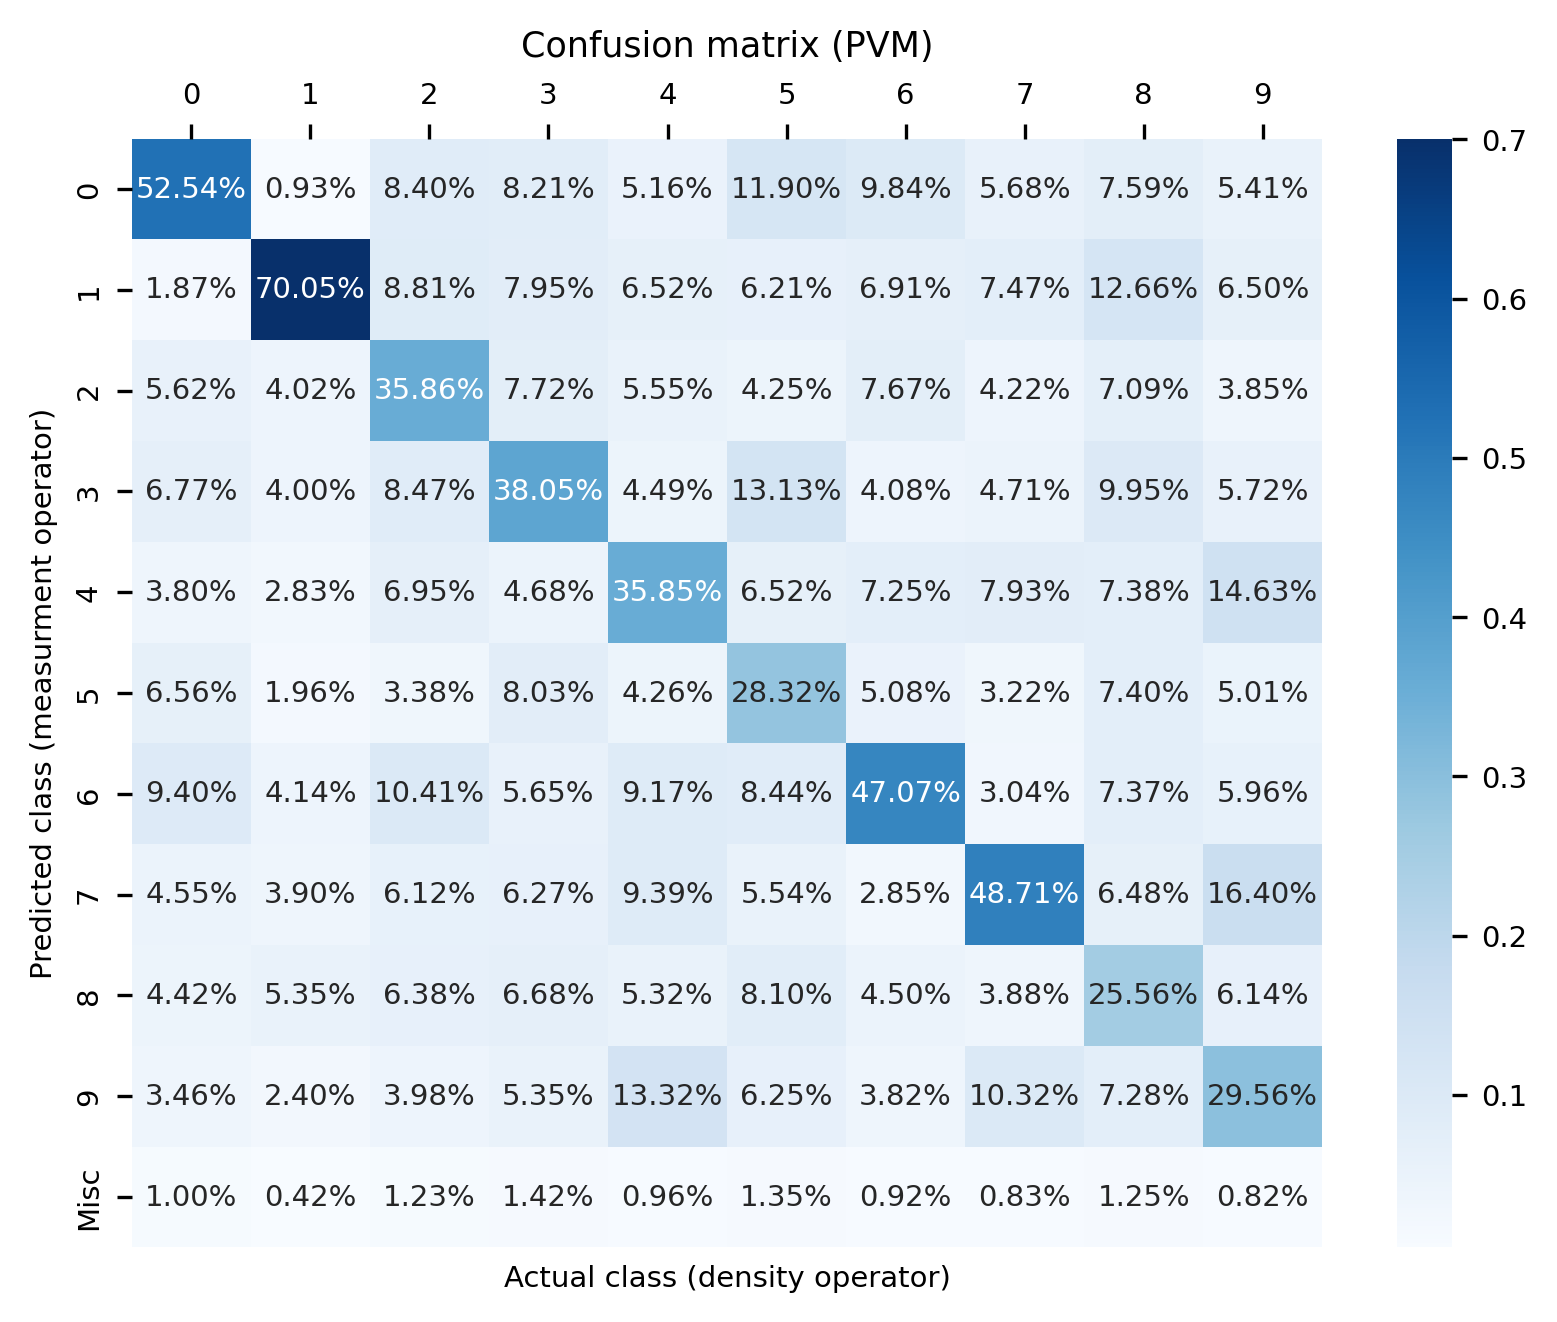 Confusion matrix (PVM)
0 1 2 3 4 5 6 7 8 9
0 52.54% 0.93% 8.40% 8.21% 5.16% 11.90% 9.84% 5.68% 7.59% 5.41%
1 1.87% 70.05% 8.81% 7.95% 6.52% 6.21% 6.91% 7.47% 12.66% 6.50%
2 5.62% 4.02% 35.86% 7.72% 5.55% 4.25% 7.67% 4.22% 7.09% 3.85%
3 6.77% 4.00% 8.47% 38.05% 4.49% 13.13% 4.08% 4.71% 9.95% 5.72%
4 3.80% 2.83% 6.95% 4.68% 35.85% 6.52% 7.25% 7.93% 7.38% 14.63%
5 6.56% 1.96% 3.38% 8.03% 4.26% 28.32% 5.08% 3.22% 7.40% 5.01%
6 9.40% 4.14% 10.41% 5.65% 9.17% 8.44% 47.07% 3.04% 7.37% 5.96%
7 4.55% 3.90% 6.12% 6.27% 9.39% 5.54% 2.85% 48.71% 6.48% 16.40%
8 4.42% 5.35% 6.38% 6.68% 5.32% 8.10% 4.50% 3.88% 25.56% 6.14%
9 3.46% 2.40% 3.98% 5.35% 13.32% 6.25% 3.82% 10.32% 7.28% 29.56%
Misc 1.00% 0.42% 1.23% 1.42% 0.96% 1.35% 0.92% 0.83% 1.25% 0.82%
Predicted class (measurment operator)
Actual class (density operator)
0.7
0.6
0.5
0.4
0.3
0.2
0.1